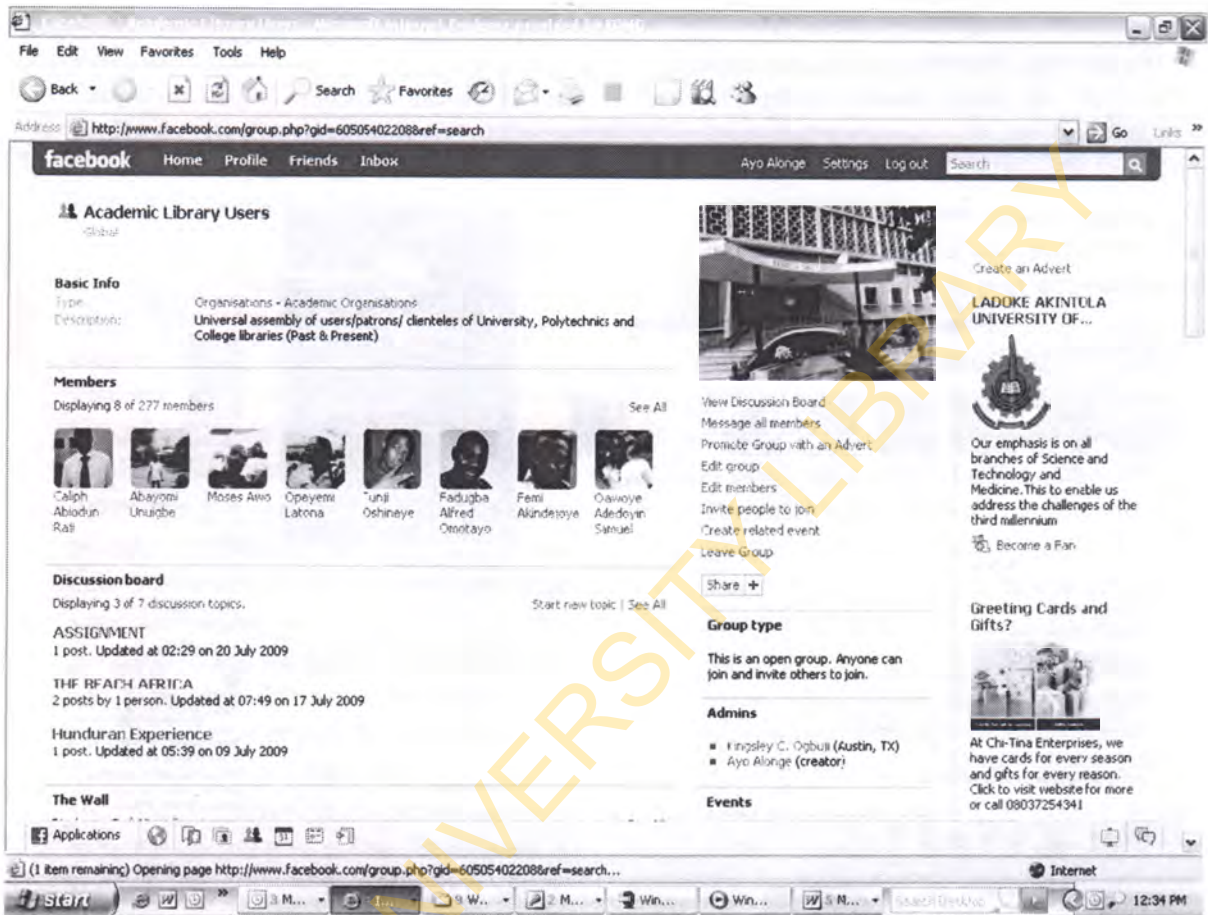 File Edit View Favorites Tools Help
Back Search Favorites
Address http://www.facebook.com/group.php?gid=60505402208&ref=search Go Links
facebook Home Profile Friends Inbox Ayo Alonge Settings Log out Search
Academic Library Users
Global
Basic Info
Type: Organisations - Academic Organisations
Description: Universal assembly of users/patrons/ clienteles of University, Polytechnics and
College libraries (Past & Present)
Members
Displaying 8 of 277 members See All
Caliph
Abiodun
Abayomi
Unuigbe
Moses Awo
Opeyemi
Latona
Tunji
Oshineye
Fadugba
Alfred
Omotayo
Femi
Adedoyin
Samuel
Discussion board
Displaying 3 of 7 discussion topics. Start new topic | See All
ASSIGNMENT
1 post. Updated at 02:29 on 20 July 2009
THE REACH AFRICA
2 posts by 1 person. Updated at 07:49 on 17 July 2009
Hunduran Experience
1 post. Updated at 05:39 on 09 July 2009
The Wall
View Discussion Board
Message all members
Promote Group with an Advert
Edit group
Edit members
Invite people to join
Create related event
Leave Group
Share +
Group type
This is an open group. Anyone can
join and invite others to join.
Admins
Kingsley C. Ogbuji (Austin, TX)
Ayo Alonge (creator)
Events
Create an Advert
LADOKE AKINTOLA
UNIVERSITY OF...
Our emphasis is on all
branches of Science and
Technology and
Medicine.This to enable us
address the challenges of the
third millennium
Become a Fan
Greeting Cards and
Gifts?
At Chi-Tina Enterprises, we
have cards for every season
and gifts for every reason.
Click to visit website for more
or call 08037254341
Applications
(1 item remaining) Opening page http://www.facebook.com/group.php?gid=60505402208&ref=search... Internet
start 3 M... 9 W... 2 M... Win... Win... 5 M... Search Desktop 12:34 PM
UNIVERSITY LIBRARY